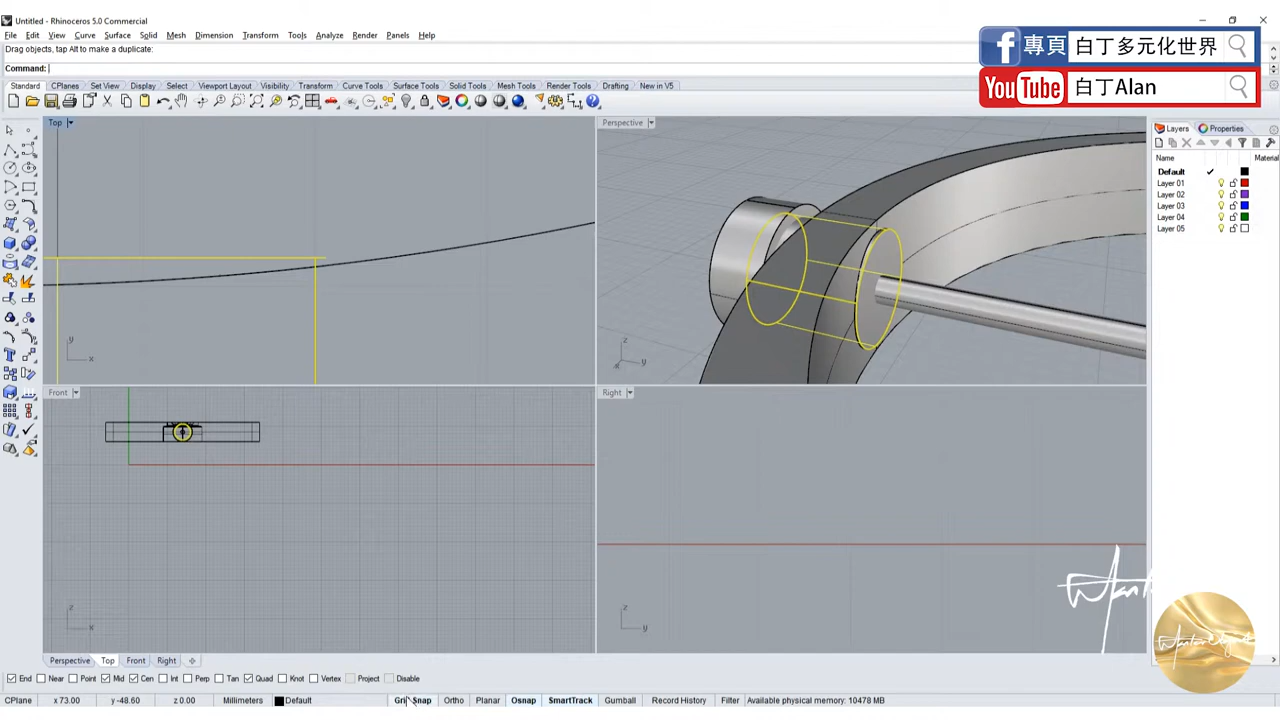 Untitled - Rhinoceros 5.0 Commercial
File Edit View Curve Surface Solid Mesh Dimension Transform Tools Analyze Render Panels Help
Drag objects, tap Alt to make a duplicate:
Command:
專頁 白丁多元化世界
YouTube 白丁Alan
Standard CPlanes Set View Display Select Viewport Layout Visibility Transform Curve Tools Surface Tools Solid Tools Mesh Tools Render Tools Drafting New in V5
Top
Perspective
Layers Properties
Name Material
Default
Layer 01
Layer 02
Layer 03
Layer 04
Layer 05
y
x
z
y
x
Front
Right
z
x
z
y
Perspective Top Front Right
End Near Point Mid Cen Int Perp Tan Quad Knot Vertex Project Disable
CPlane x 73.00 y -48.60 z 0.00 Millimeters Default Grid Snap Ortho Planar Osnap SmartTrack Gumball Record History Filter Available physical memory: 10478 MB